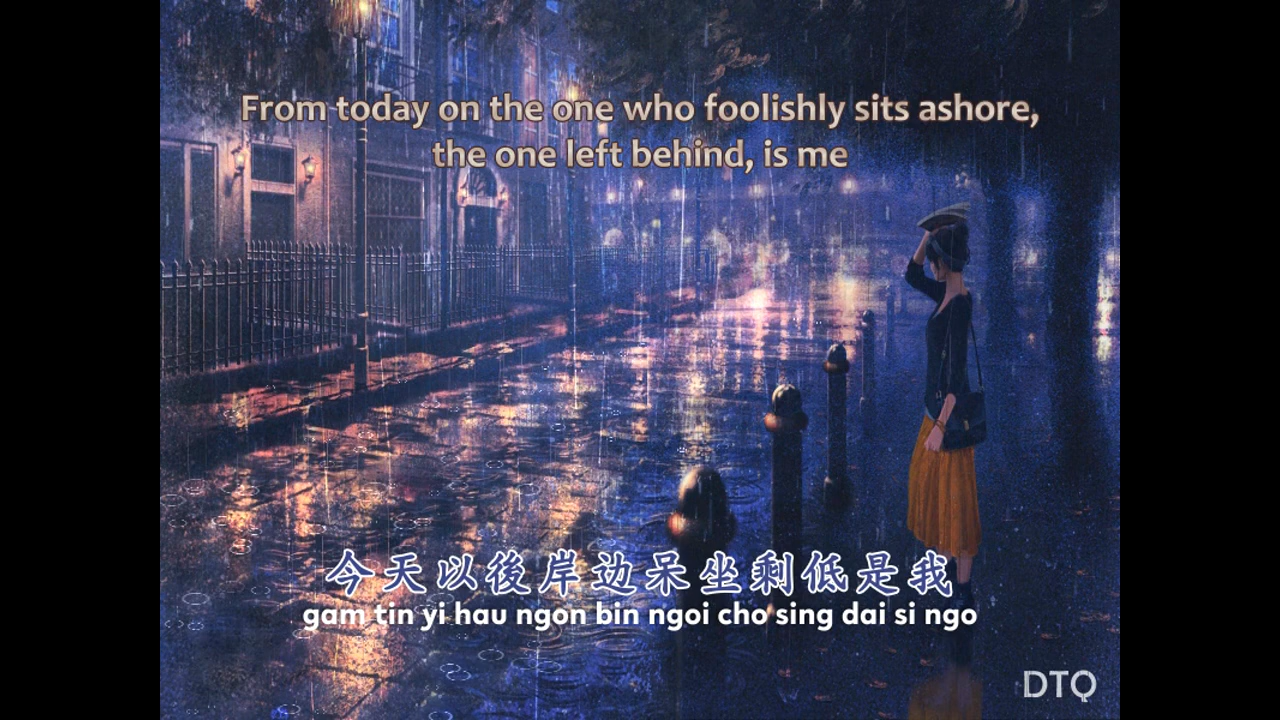 From today on the one who foolishly sits ashore,
the one left behind, is me
今天以後岸边呆坐剩低是我
gam tin yi hau ngon bin ngoi cho sing dai si ngo
DTQ